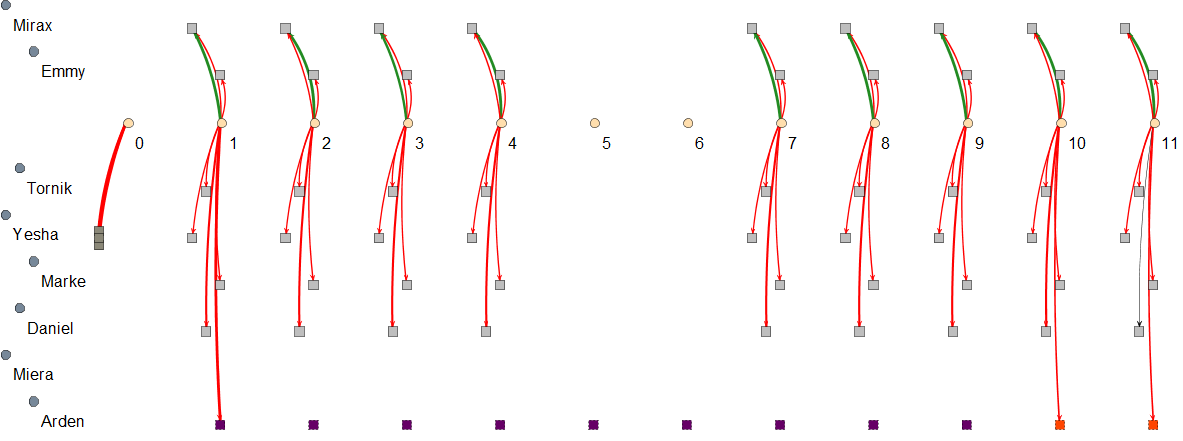 Mirax
Emmy
0 1 2 3 4 5 6 7 8 9 10 11
Tornik
Yesha
Marke
Daniel
Miera
Arden